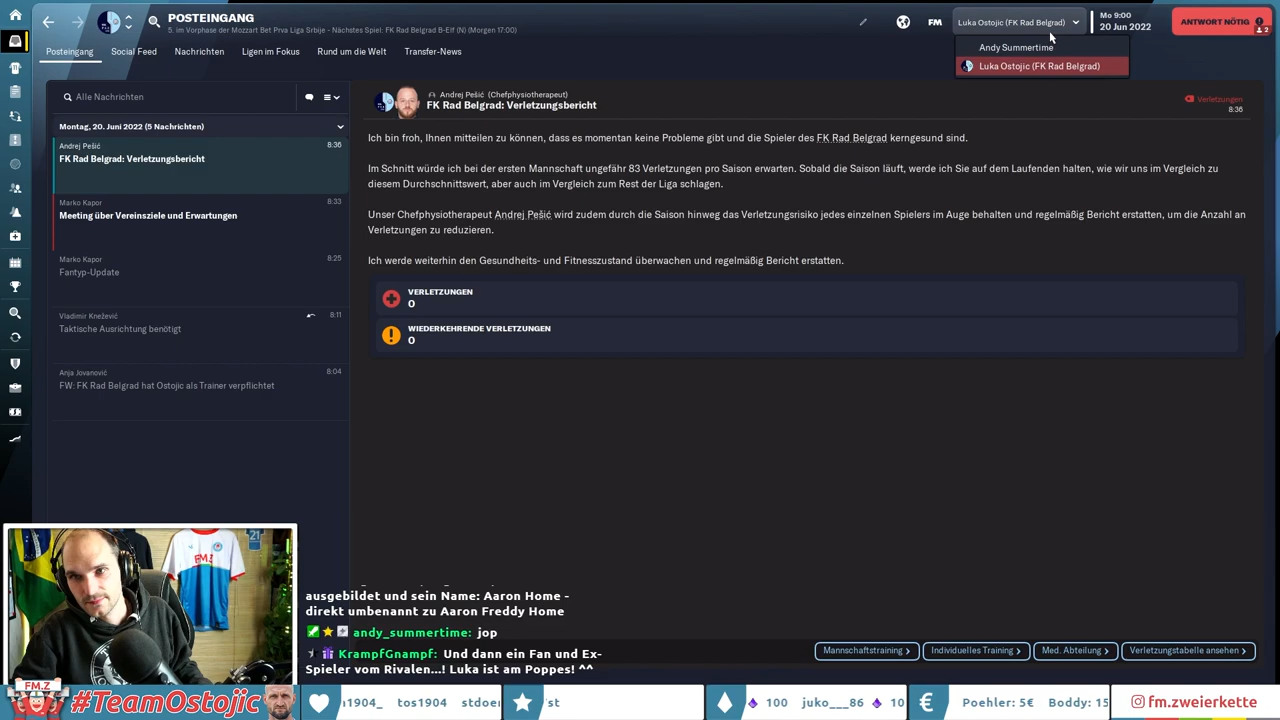 POSTEINGANG
5. im Vorphase der Mozzart Bet Prva Liga Srbije - Nächstes Spiel: FK Rad Belgrad B-Elf (N) (Morgen 17:00)
FM
Luka Ostojic (FK Rad Belgrad)
Mo 9:00
20 Jun 2022
ANTWORT NÖTIG
2
Andy Summertime
Luka Ostojic (FK Rad Belgrad)
Posteingang
Social Feed
Nachrichten
Ligen im Fokus
Rund um die Welt
Transfer-News
Alle Nachrichten
Montag, 20. Juni 2022 (5 Nachrichten)
Andrej Pešić
8:36
FK Rad Belgrad: Verletzungsbericht
Marko Kapor
8:33
Meeting über Vereinsziele und Erwartungen
Marko Kapor
8:25
Fantyp-Update
Vladimir Knežević
8:11
Taktische Ausrichtung benötigt
Anja Jovanović
8:04
FW: FK Rad Belgrad hat Ostojic als Trainer verpflichtet
Andrej Pešić (Chefphysiotherapeut)
FK Rad Belgrad: Verletzungsbericht
Verletzungen
8:36
Ich bin froh, Ihnen mitteilen zu können, dass es momentan keine Probleme gibt und die Spieler des FK Rad Belgrad kerngesund sind.
Im Schnitt würde ich bei der ersten Mannschaft ungefähr 83 Verletzungen pro Saison erwarten. Sobald die Saison läuft, werde ich Sie auf dem Laufenden halten, wie wir uns im Vergleich zu
diesem Durchschnittswert, aber auch im Vergleich zum Rest der Liga schlagen.
Unser Chefphysiotherapeut Andrej Pešić wird zudem durch die Saison hinweg das Verletzungsrisiko jedes einzelnen Spielers im Auge behalten und regelmäßig Bericht erstatten, um die Anzahl an
Verletzungen zu reduzieren.
Ich werde weiterhin den Gesundheits- und Fitnesszustand überwachen und regelmäßig Bericht erstatten.
VERLETZUNGEN
0
WIEDERKEHRENDE VERLETZUNGEN
0
21
FM.Z
ausgebildet und sein Name: Aaron Home -
direkt umbenannt zu Aaron Freddy Home
andy_summertime: jop
KrampfGnampf: Und dann ein Fan und Ex-
Spieler vom Rivalen...! Luka ist am Poppes! ^^
Mannschaftstraining
Individuelles Training
Med. Abteilung
Verletzungstabelle ansehen
FM.Z
#TeamOstojic
1904_ tos1904
100 juko___86 10
Poehler: 5€ Boddy: 15
fm.zweierkette